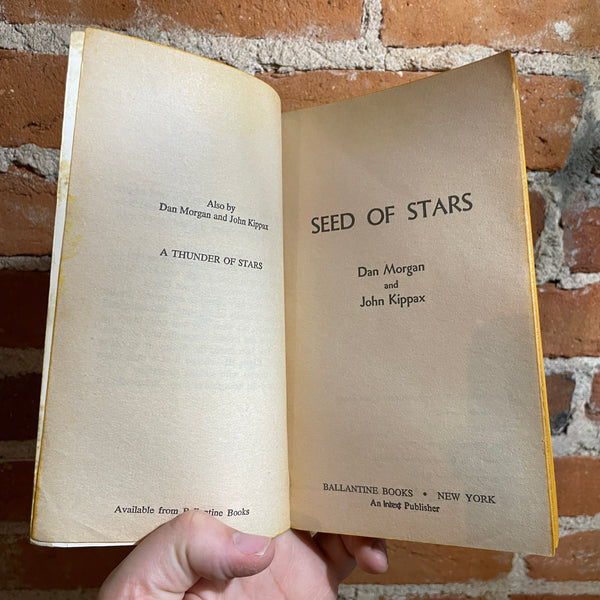 Also by
Dan Morgan and John Kippax
A THUNDER OF STARS
Available from Ballantine Books
SEED OF STARS
Dan Morgan
and
John Kippax
BALLANTINE BOOKS • NEW YORK
An Intext Publisher